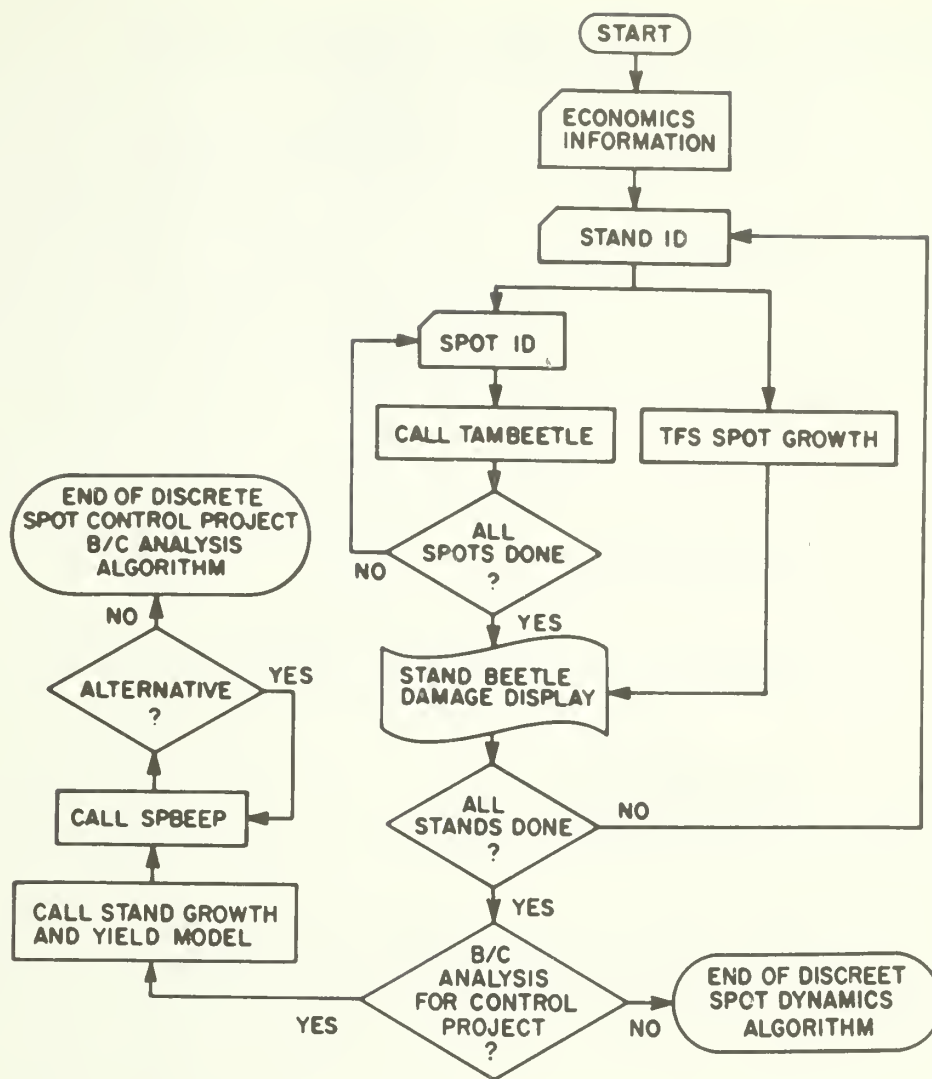 START
ECONOMICS
INFORMATION
STAND ID
SPOT ID
CALL TAMBEETLE
TFS SPOT GROWTH
ALL
SPOTS DONE
?
NO
YES
STAND BEETLE
DAMAGE DISPLAY
ALL
STANDS DONE
?
NO
YES
B/C
ANALYSIS
FOR CONTROL
PROJECT
?
NO
END OF DISCREET
SPOT DYNAMICS
ALGORITHM
YES
CALL STAND GROWTH
AND YIELD MODEL
CALL SPBEEP
ALTERNATIVE
?
YES
NO
END OF DISCRETE
SPOT CONTROL PROJECT
B/C ANALYSIS
ALGORITHM